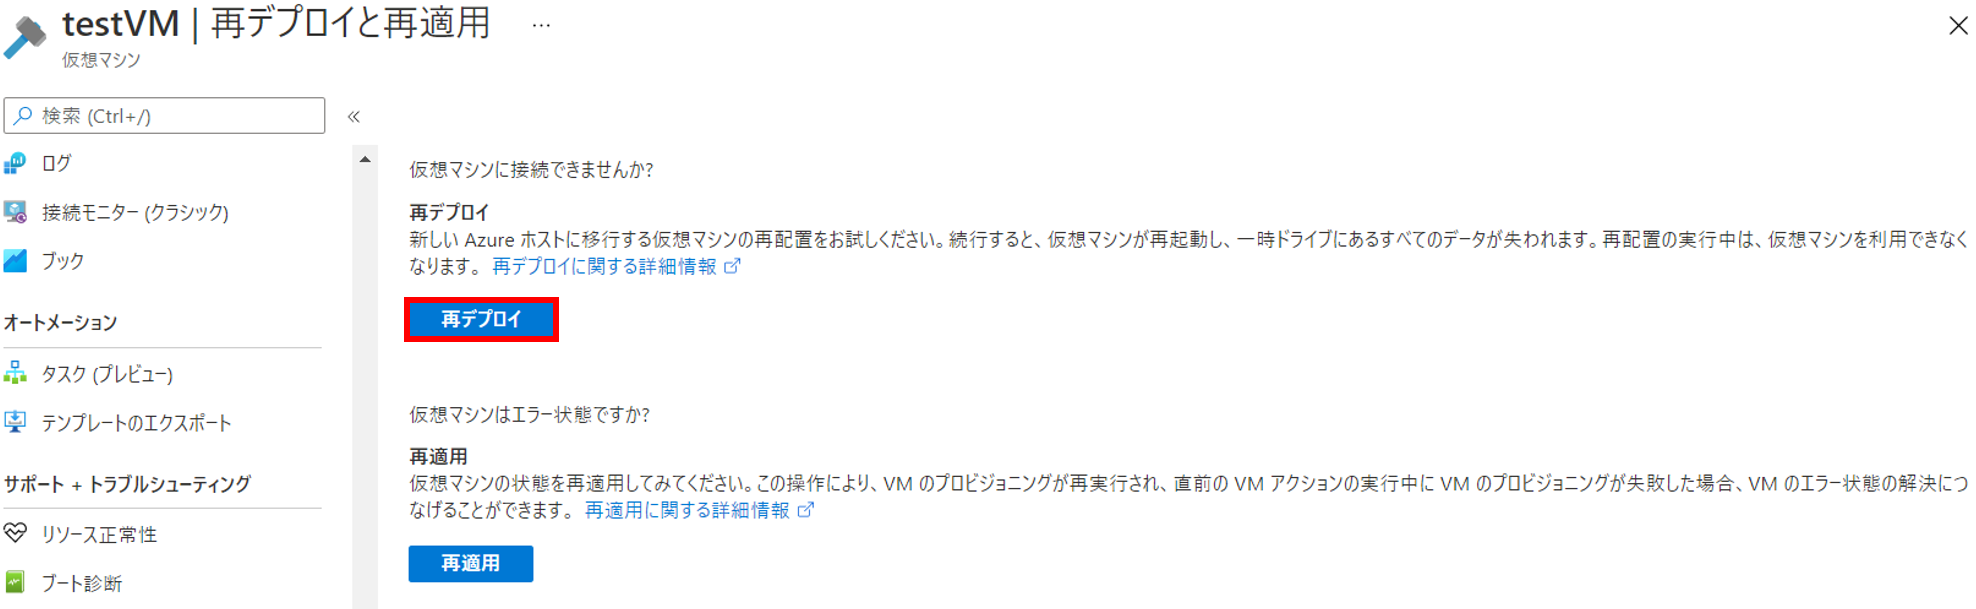 testVM | 再デプロイと再適用 ...
仮想マシン
検索 (Ctrl+/)
«
ログ
接続モニター (クラシック)
ブック
オートメーション
タスク (プレビュー)
テンプレートのエクスポート
サポート + トラブルシューティング
リソース正常性
ブート診断
仮想マシンに接続できませんか?
再デプロイ
新しい Azure ホストに移行する仮想マシンの再配置をお試しください。続行すると、仮想マシンが再起動し、一時ドライブにあるすべてのデータが失われます。再配置の実行中は、仮想マシンを利用できなく
なります。 再デプロイに関する詳細情報
再デプロイ
仮想マシンはエラー状態ですか?
再適用
仮想マシンの状態を再適用してみてください。この操作により、VM のプロビジョニングが再実行され、直前の VM アクションの実行中に VM のプロビジョニングが失敗した場合、VM のエラー状態の解決につ
なげることができます。 再適用に関する詳細情報
再適用